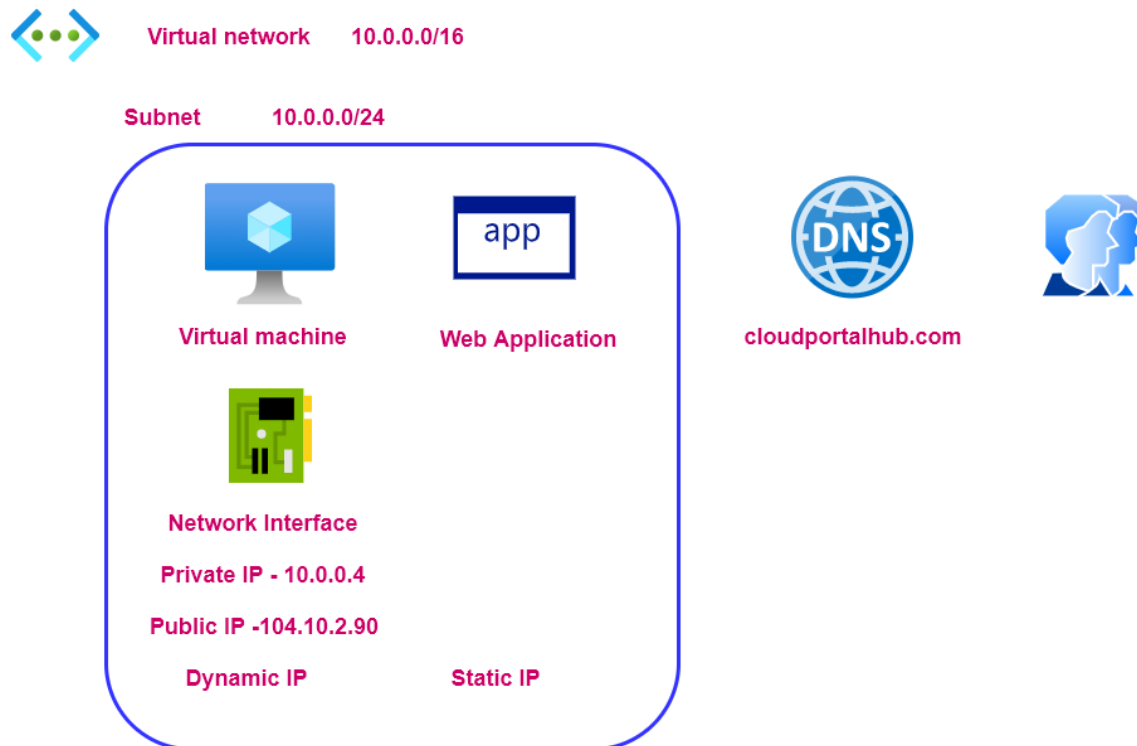 Virtual network 10.0.0.0/16
Subnet 10.0.0.0/24
app
DNS
Virtual machine
Web Application
cloudportalhub.com
Network Interface
Private IP - 10.0.0.4
Public IP -104.10.2.90
Dynamic IP
Static IP